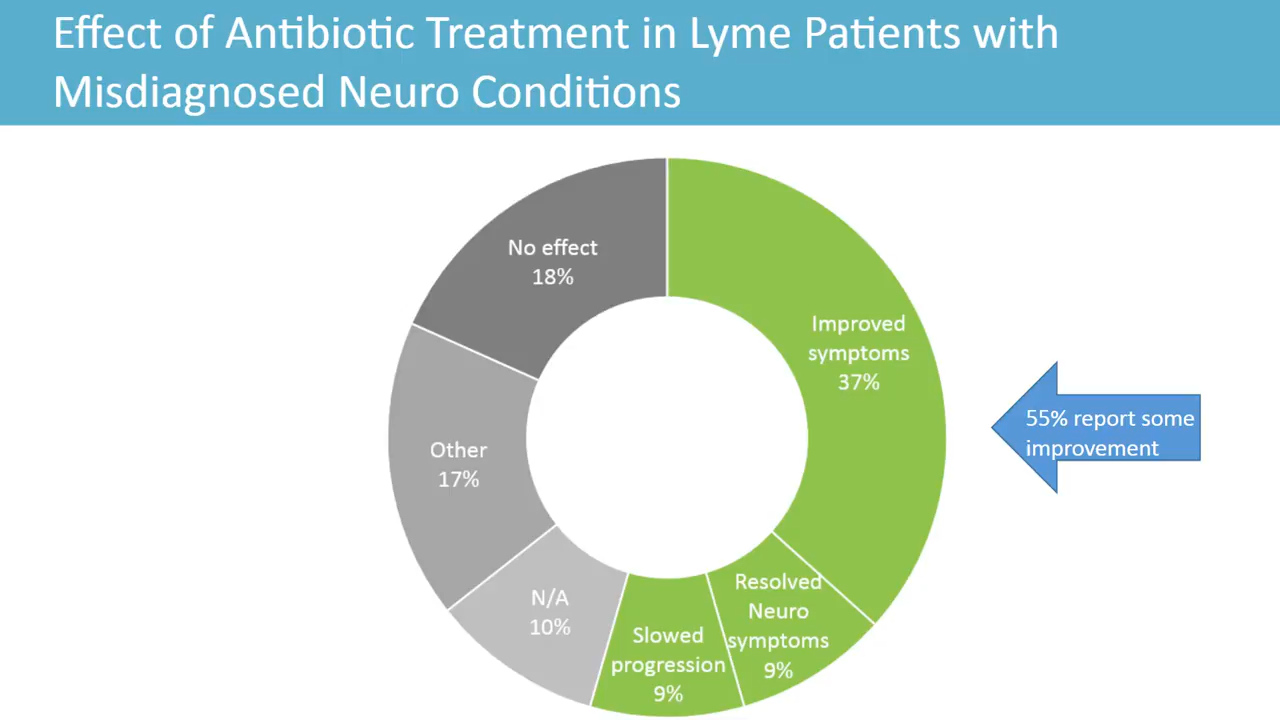 Effect of Antibiotic Treatment in Lyme Patients with
Misdiagnosed Neuro Conditions
No effect
18%
Improved
symptoms
37%
55% report some
improvement
Other
17%
N/A
10%
Slowed
progression
9%
Resolved
Neuro
symptoms
9%